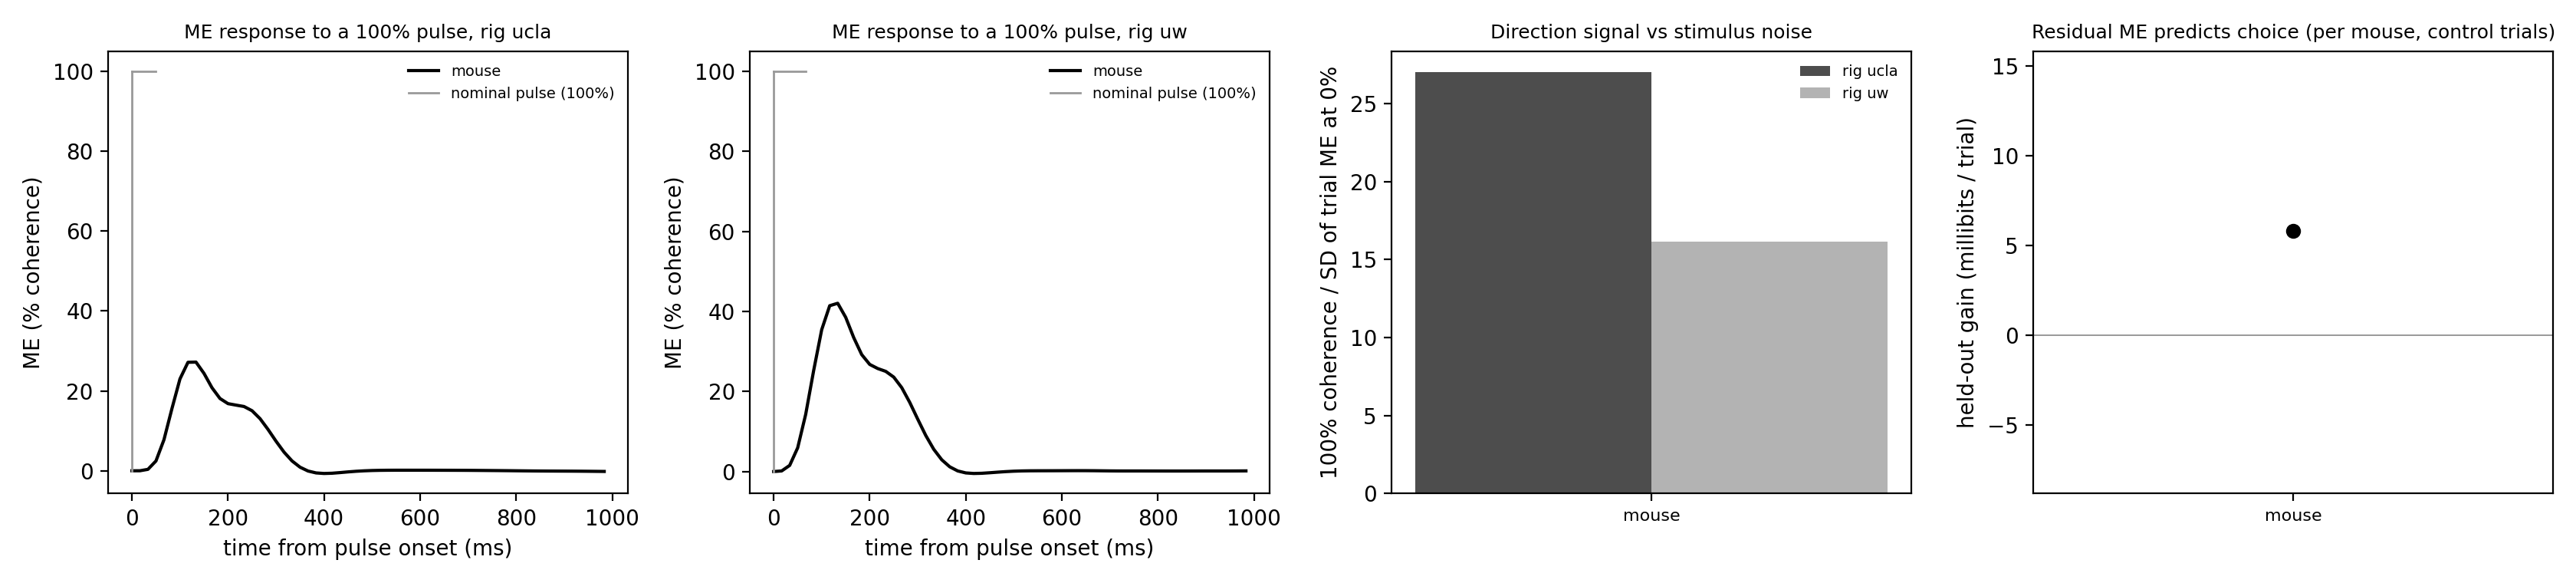 ME response to a 100% pulse, rig ucla
ME (% coherence)
100
80
60
40
20
0
mouse
nominal pulse (100%)
0
200
400
600
800
1000
time from pulse onset (ms)
ME response to a 100% pulse, rig uw
ME (% coherence)
100
80
60
40
20
0
mouse
nominal pulse (100%)
0
200
400
600
800
1000
time from pulse onset (ms)
Direction signal vs stimulus noise
100% coherence / SD of trial ME at 0%
25
20
15
10
5
0
rig ucla
rig uw
mouse
Residual ME predicts choice (per mouse, control trials)
held-out gain (millibits / trial)
15
10
5
0
−5
mouse